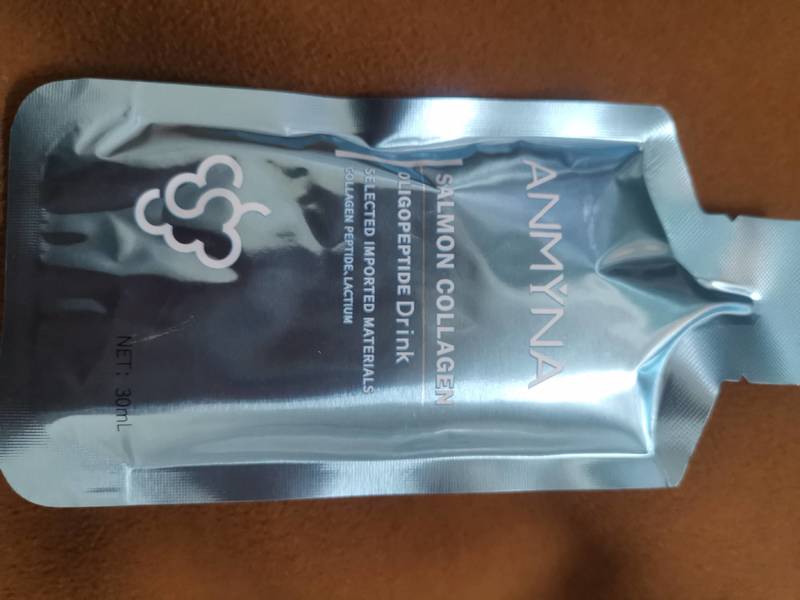 ANMYNA
SALMON COLLAGEN
OLIGOPEPTIDE Drink
SELECTED IMPORTED MATERIALS
COLLAGEN PEPTIDE, LACTIUM
NET: 30mL